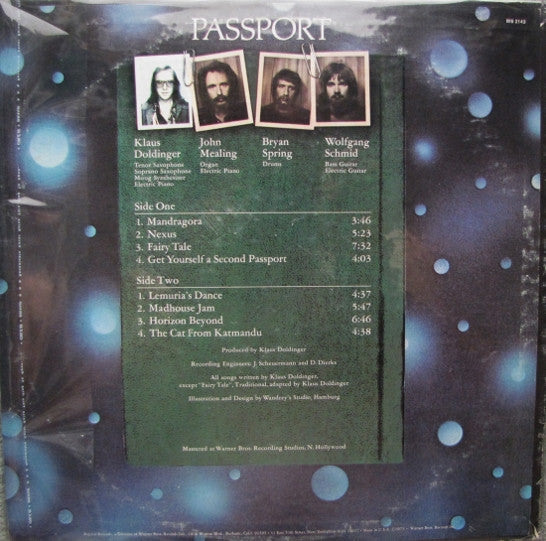 PASSPORT
Klaus Doldinger
Tenor Saxophone
Soprano Saxophone
Moog Synthesizer
Electric Piano
John Mealing
Organ
Electric Piano
Bryan Spring
Drums
Wolfgang Schmid
Bass Guitar
Electric Guitar
Side One
1. Mandragora 3:46
2. Nexus 5:23
3. Fairy Tale 7:32
4. Get Yourself a Second Passport 4:03
Side Two
1. Lemuria's Dance 4:37
2. Madhouse Jam 5:47
3. Horizon Beyond 6:46
4. The Cat From Katmandu 4:38
Produced by Klaus Doldinger
Recording Engineers: J. Scheuermann and D. Dierks
All songs written by Klaus Doldinger,
except "Fairy Tale", Traditional, adapted by Klaus Doldinger
Illustration and Design by Wandrey's Studio, Hamburg
Mastered at Warner Bros. Recording Studios, N. Hollywood